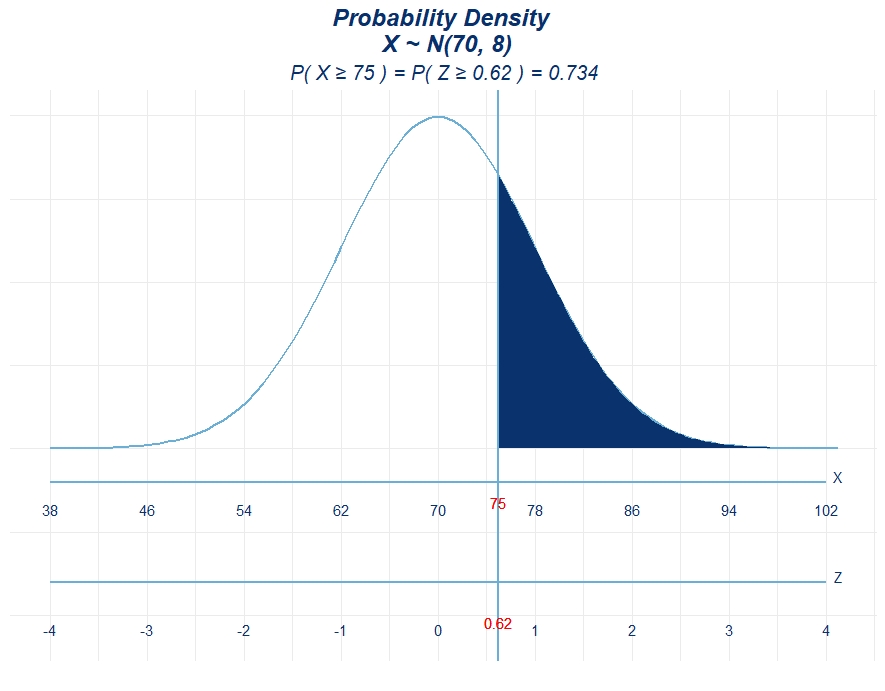 Probability Density
X ~ N(70, 8)
P( X ≥ 75 ) = P( Z ≥ 0.62 ) = 0.734
X
38 46 54 62 70 75 78 86 94 102
Z
-4 -3 -2 -1 0 0.62 1 2 3 4